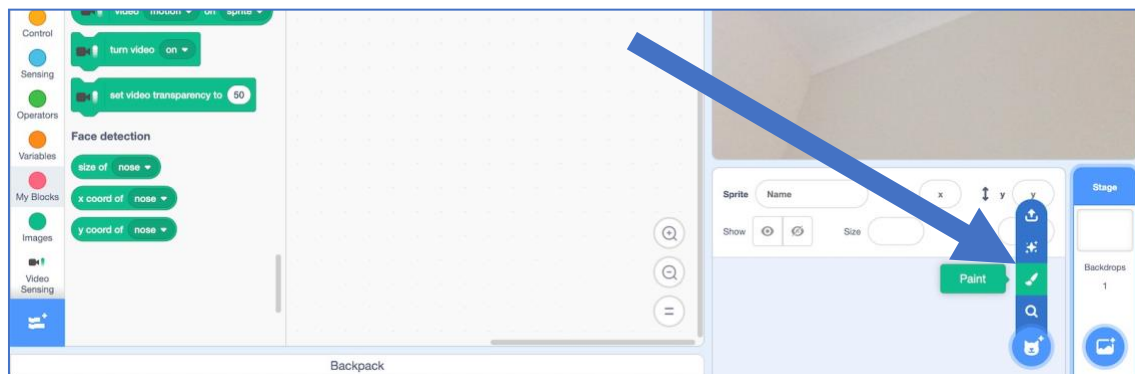 Control
Sensing
Operators
Variables
My Blocks
Images
Video
Sensing
video motion on sprite
turn video on
set video transparency to 50
Face detection
size of nose
x coord of nose
y coord of nose
Backpack
Sprite Name x y y
Show Size
Paint
Stage
Backdrops
1